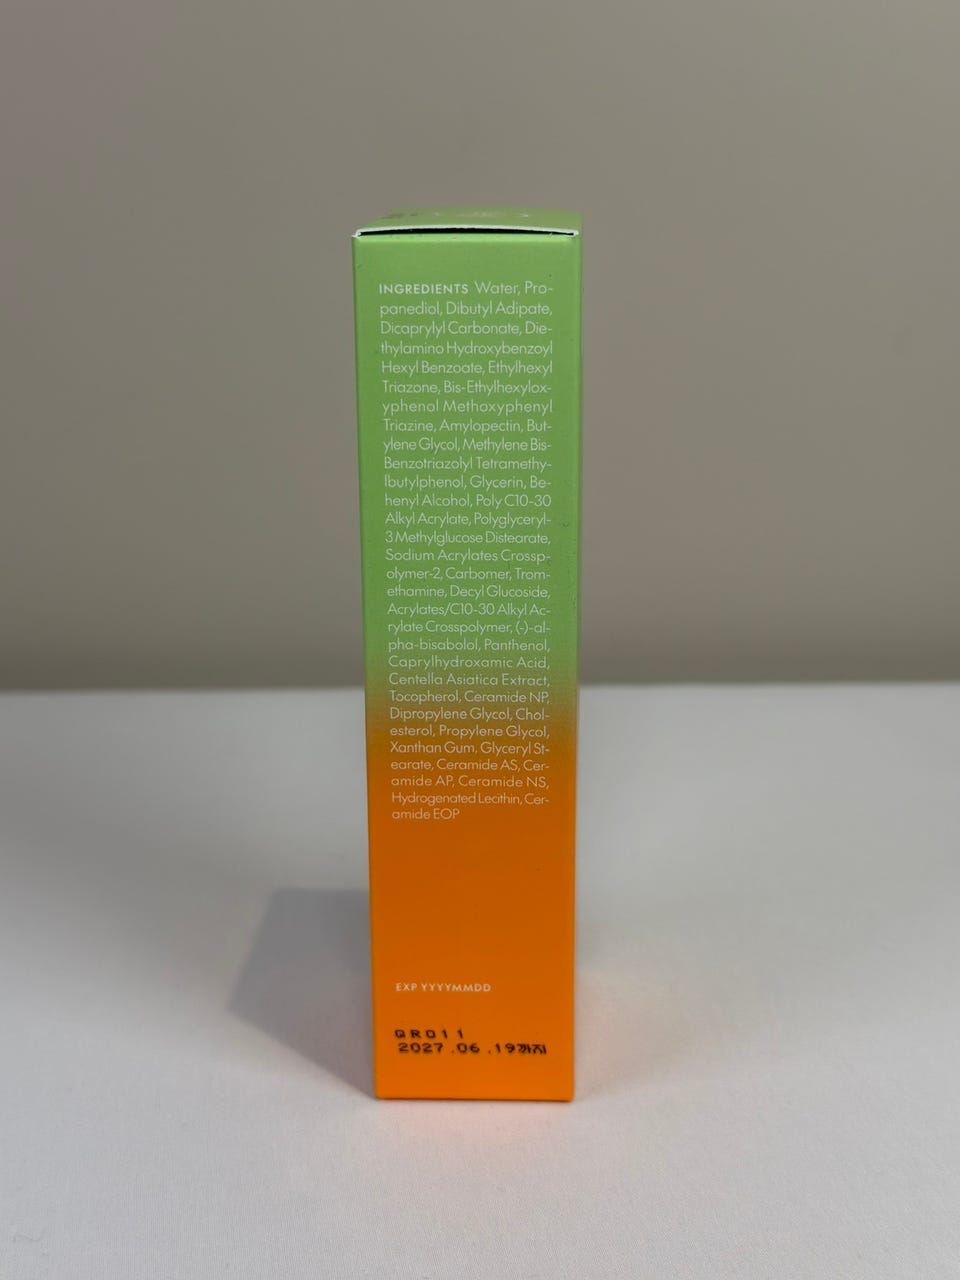 INGREDIENTS Water, Pro-
panediol, Dibutyl Adipate,
Dicaprylyl Carbonate, Die-
thylamino Hydroxybenzoyl
Hexyl Benzoate, Ethylhexyl
Triazone, Bis-Ethylhexylox-
yphenol Methoxyphenyl
Triazine, Amylopectin, But-
ylene Glycol, Methylene Bis-
Benzotriazolyl Tetramethy-
lbutylphenol, Glycerin, Be-
henyl Alcohol, Poly C10-30
Alkyl Acrylate, Polyglyceryl-
3 Methylglucose Distearate,
Sodium Acrylates Crossp-
olymer-2, Carbomer, Trom-
ethamine, Decyl Glucoside,
Acrylates/C10-30 Alkyl Ac-
rylate Crosspolymer, (-)-al-
pha-bisabolol, Panthenol,
Caprylhydroxamic Acid,
Centella Asiatica Extract,
Tocopherol, Ceramide NP,
Dipropylene Glycol, Chol-
esterol, Propylene Glycol,
Xanthan Gum, Glyceryl St-
earate, Ceramide AS, Cer-
amide AP, Ceramide NS,
Hydrogenated Lecithin, Cer-
amide EOP
EXP YYYYMMDD
QR011
2027.06.19까지